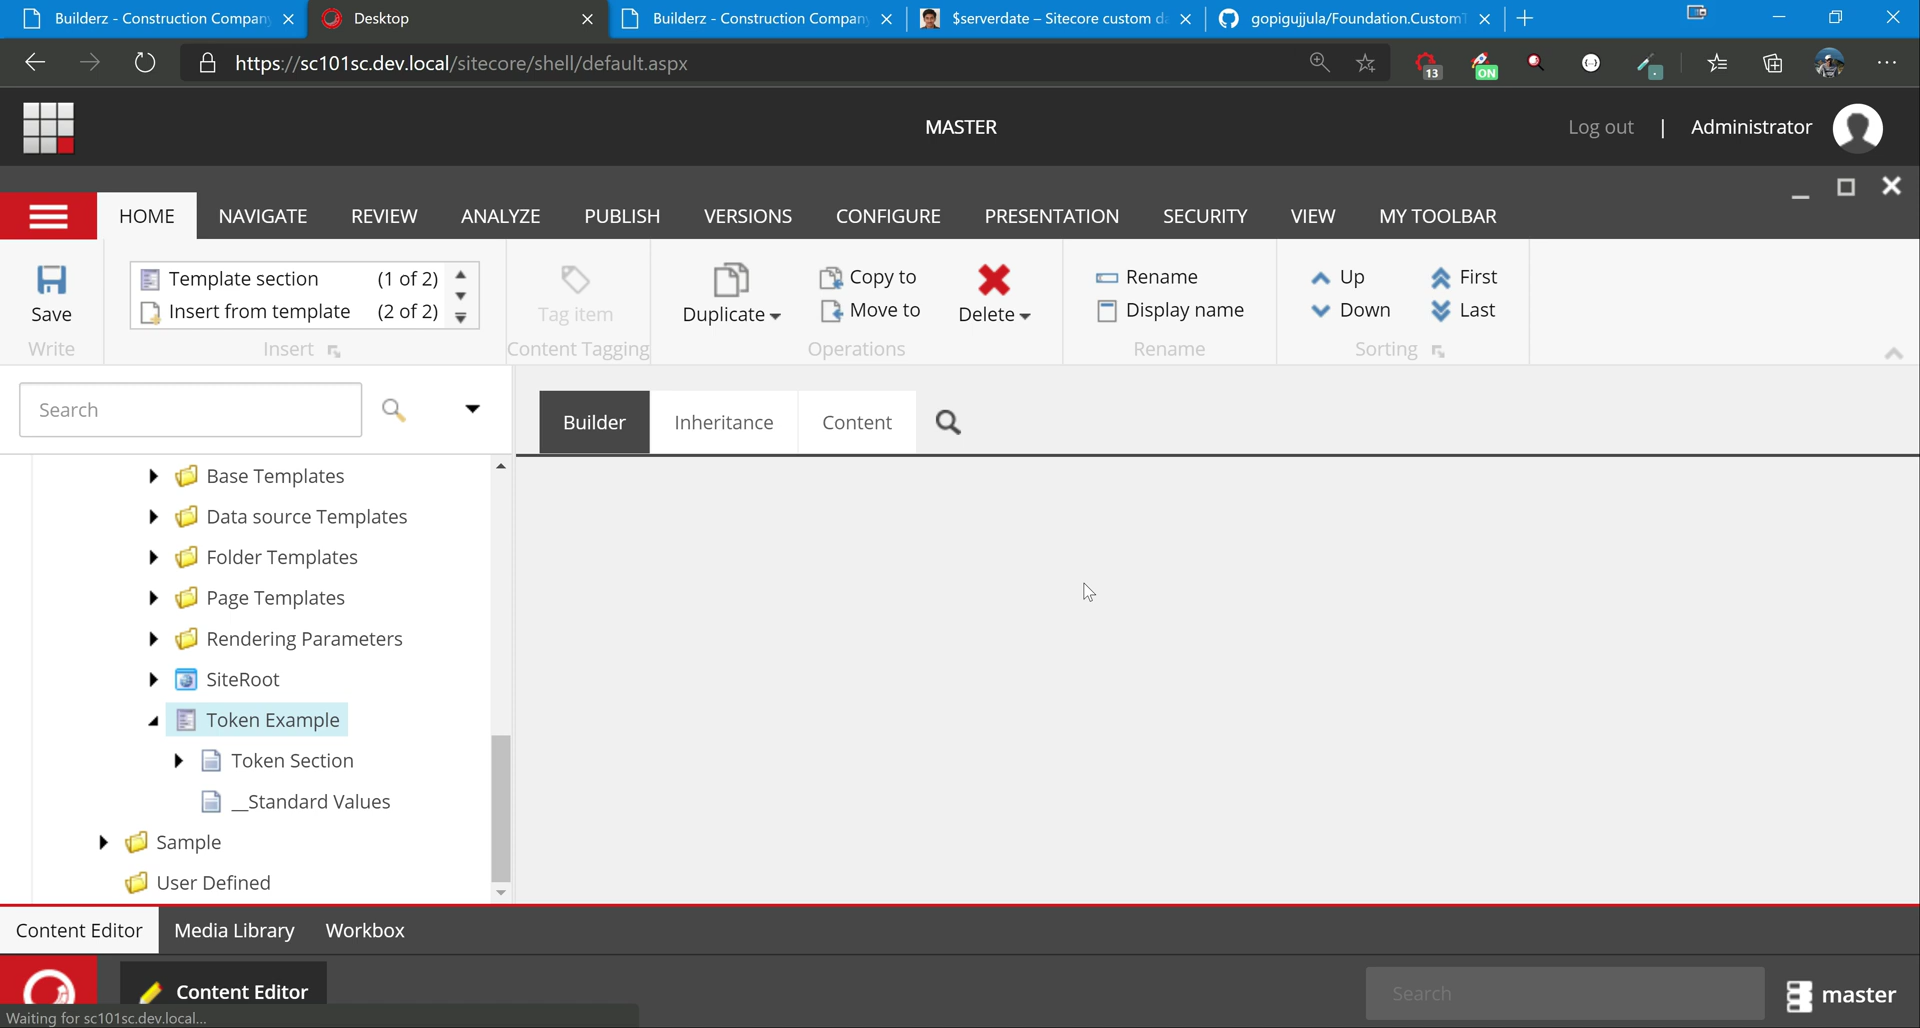 Builderz - Construction Company
Desktop
Builderz - Construction Company
$serverdate – Sitecore custom da
gopigujjula/Foundation.CustomT
https://sc101sc.dev.local/sitecore/shell/default.aspx
13
ON
MASTER
Log out | Administrator
HOME NAVIGATE REVIEW ANALYZE PUBLISH VERSIONS CONFIGURE PRESENTATION SECURITY VIEW MY TOOLBAR
Save
Write
Template section (1 of 2)
Insert from template (2 of 2)
Insert
Tag item
Content Tagging
Duplicate
Copy to
Move to
Delete
Operations
Rename
Display name
Rename
Up
Down
First
Last
Sorting
Search
Builder Inheritance Content
Base Templates
Data source Templates
Folder Templates
Page Templates
Rendering Parameters
SiteRoot
Token Example
Token Section
__Standard Values
Sample
User Defined
Content Editor Media Library Workbox
Content Editor
Search
master
Waiting for sc101sc.dev.local...